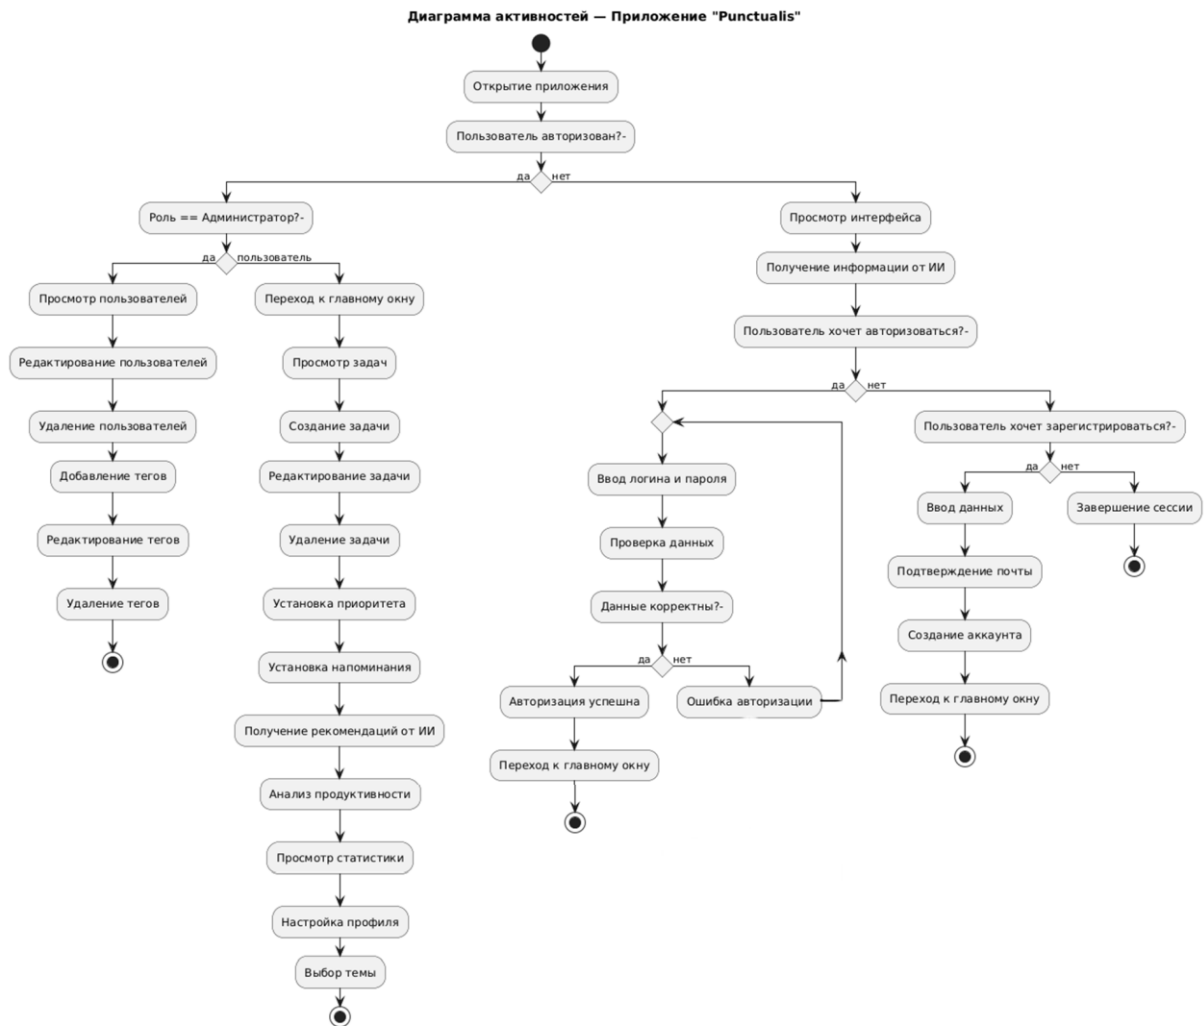 Диаграмма активностей — Приложение "Punctualis"
Открытие приложения
Пользователь авторизован?-
да
нет
Роль == Администратор?-
да
пользователь
Просмотр пользователей
Редактирование пользователей
Удаление пользователей
Добавление тегов
Редактирование тегов
Удаление тегов
Переход к главному окну
Просмотр задач
Создание задачи
Редактирование задачи
Удаление задачи
Установка приоритета
Установка напоминания
Получение рекомендаций от ИИ
Анализ продуктивности
Просмотр статистики
Настройка профиля
Выбор темы
Просмотр интерфейса
Получение информации от ИИ
Пользователь хочет авторизоваться?-
да
нет
Ввод логина и пароля
Проверка данных
Данные корректны?-
да
нет
Авторизация успешна
Переход к главному окну
Ошибка авторизации
Пользователь хочет зарегистрироваться?-
да
нет
Ввод данных
Подтверждение почты
Создание аккаунта
Переход к главному окну
Завершение сессии